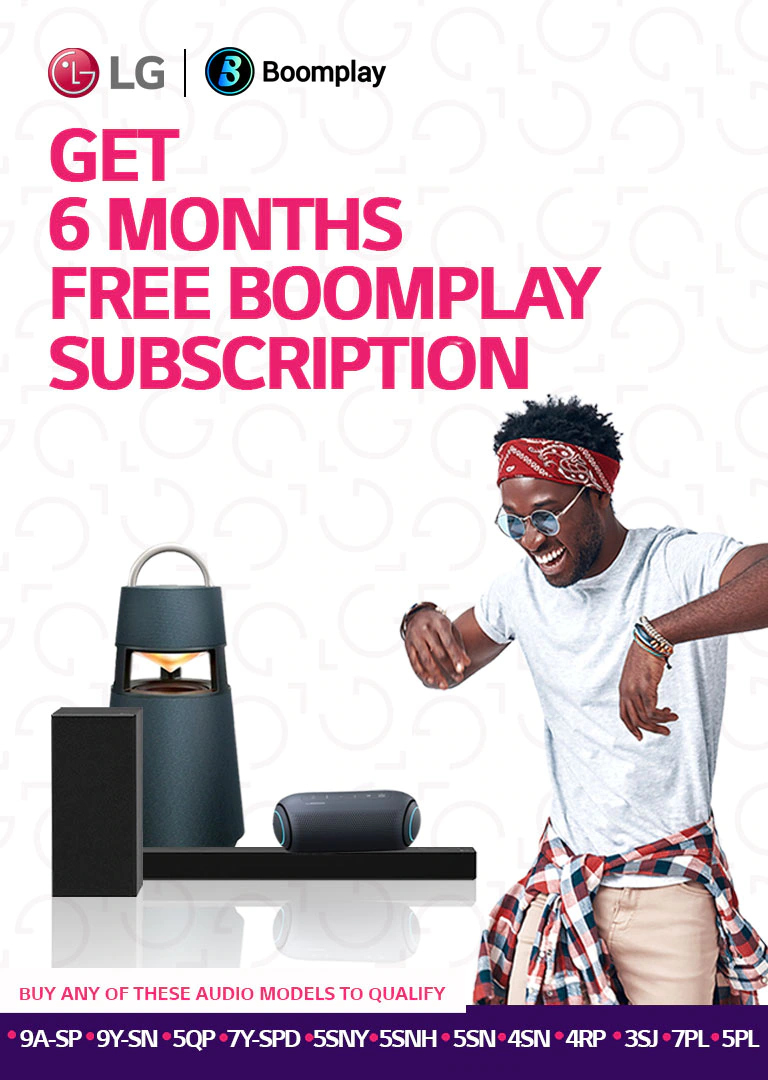 LG | Boomplay
GET
6 MONTHS
FREE BOOMPLAY
SUBSCRIPTION
BUY ANY OF THESE AUDIO MODELS TO QUALIFY
• 9A-SP • 9Y-SN • 5QP • 7Y-SPD • 5SNY • 5SNH • 5SN • 4SN • 4RP • 3SJ • 7PL • 5PL